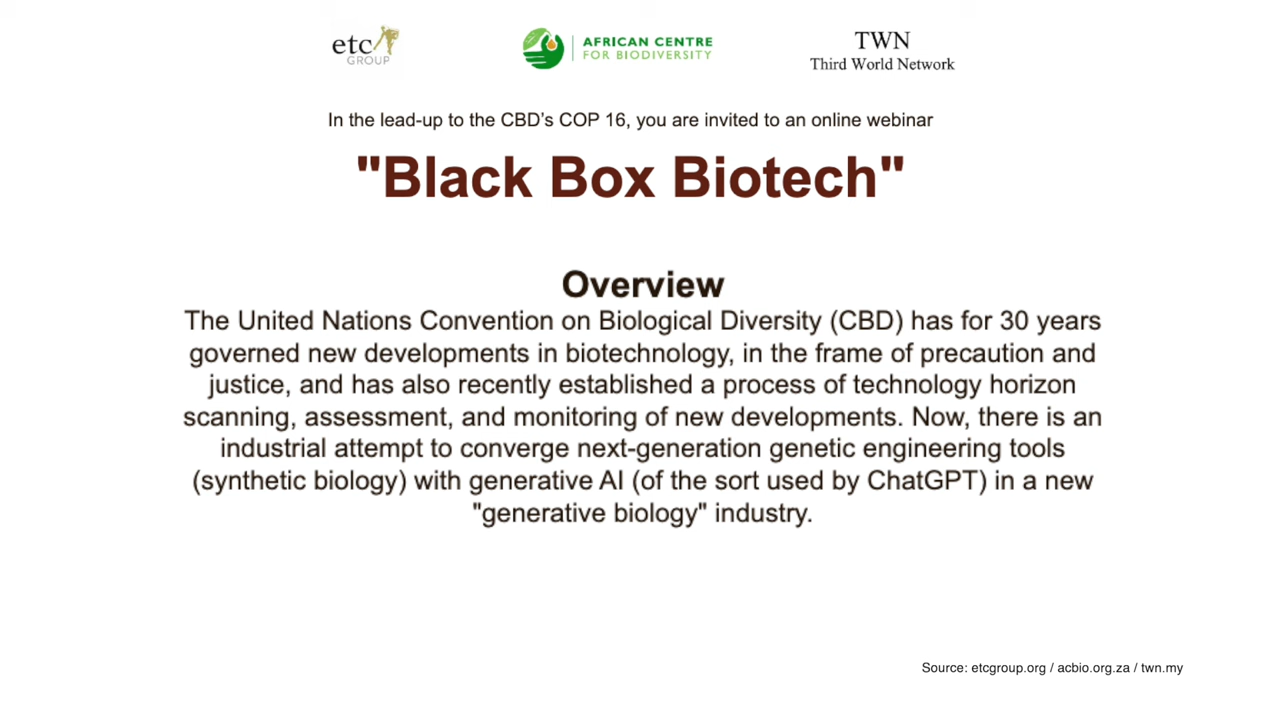 etc
GROUP
AFRICAN CENTRE
FOR BIODIVERSITY
TWN
Third World Network
In the lead-up to the CBD's COP 16, you are invited to an online webinar
"Black Box Biotech"
Overview
The United Nations Convention on Biological Diversity (CBD) has for 30 years
governed new developments in biotechnology, in the frame of precaution and
justice, and has also recently established a process of technology horizon
scanning, assessment, and monitoring of new developments. Now, there is an
industrial attempt to converge next-generation genetic engineering tools
(synthetic biology) with generative AI (of the sort used by ChatGPT) in a new
"generative biology" industry.
Source: etcgroup.org / acbio.org.za / twn.my